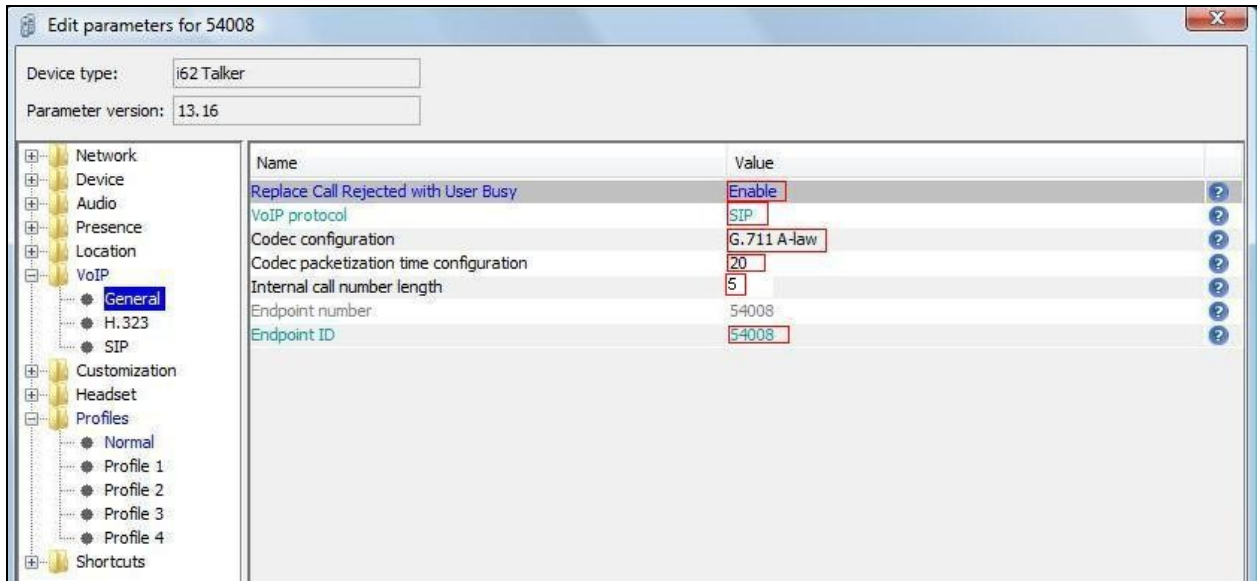 Edit parameters for 54008
X
Device type: i62 Talker
Parameter version: 13.16
Network
Device
Audio
Presence
Location
VoIP
General
H.323
SIP
Customization
Headset
Profiles
Normal
Profile 1
Profile 2
Profile 3
Profile 4
Shortcuts
Name Value
Replace Call Rejected with User Busy Enable ?
VoIP protocol SIP ?
Codec configuration G.711 A-law ?
Codec packetization time configuration 20 ?
Internal call number length 5 ?
Endpoint number 54008 ?
Endpoint ID 54008 ?